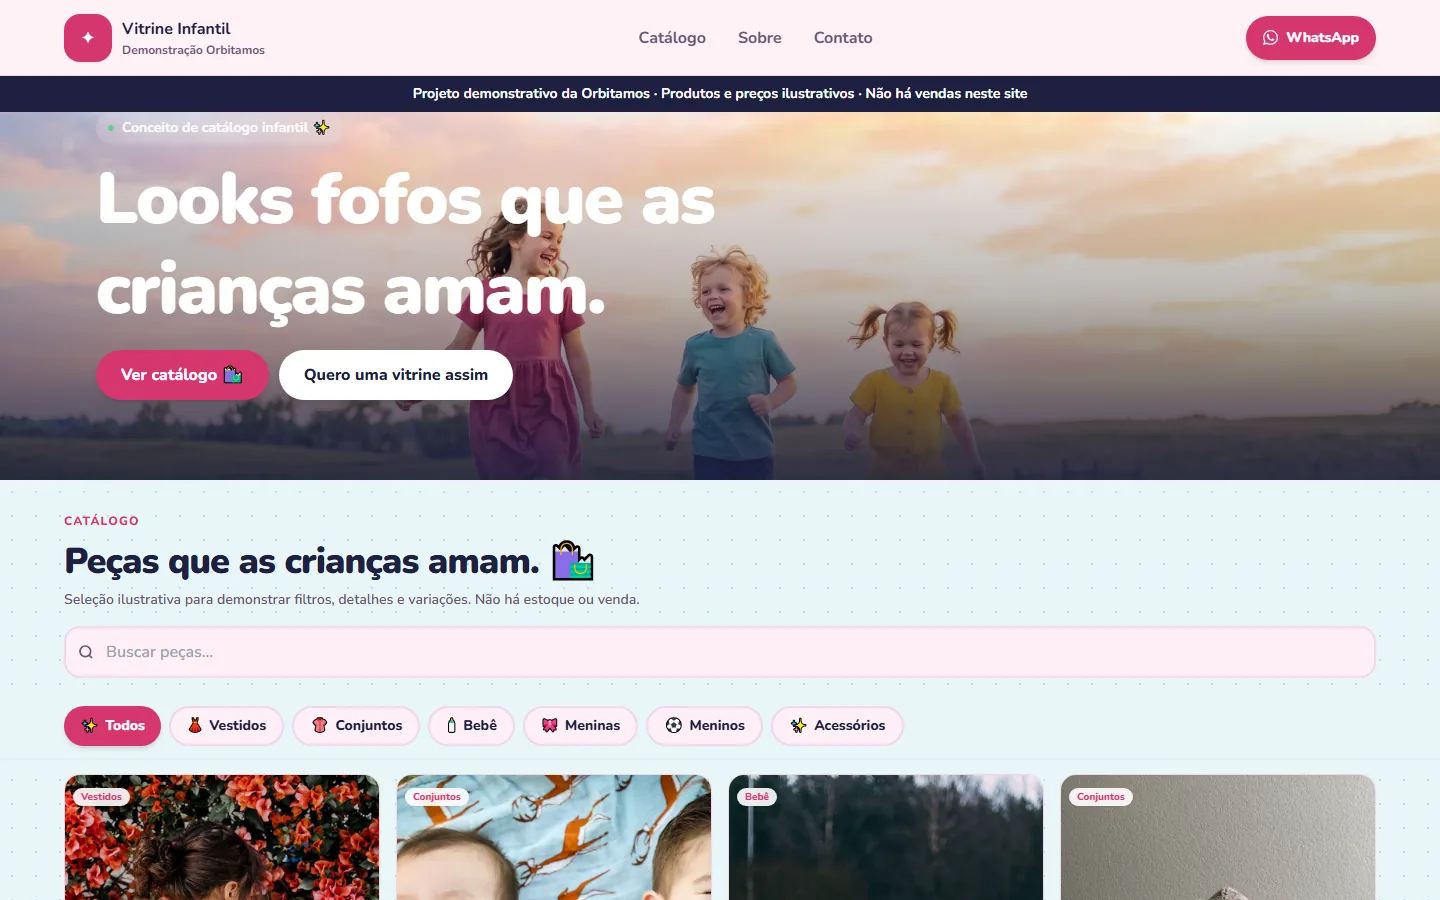 Vitrine Infantil
Demonstração Orbitamos
Catálogo
Sobre
Contato
WhatsApp
Projeto demonstrativo da Orbitamos · Produtos e preços ilustrativos · Não há vendas neste site
Conceito de catálogo infantil ✨
Looks fofos que as
crianças amam.
Ver catálogo 🛍️
Quero uma vitrine assim
CATÁLOGO
Peças que as crianças amam. 🛍️
Seleção ilustrativa para demonstrar filtros, detalhes e variações. Não há estoque ou venda.
Buscar peças...
✨ Todos
👗 Vestidos
👚 Conjuntos
🍼 Bebê
🎀 Meninas
⚽ Meninos
✨ Acessórios
Vestidos
Conjuntos
Bebê
Conjuntos